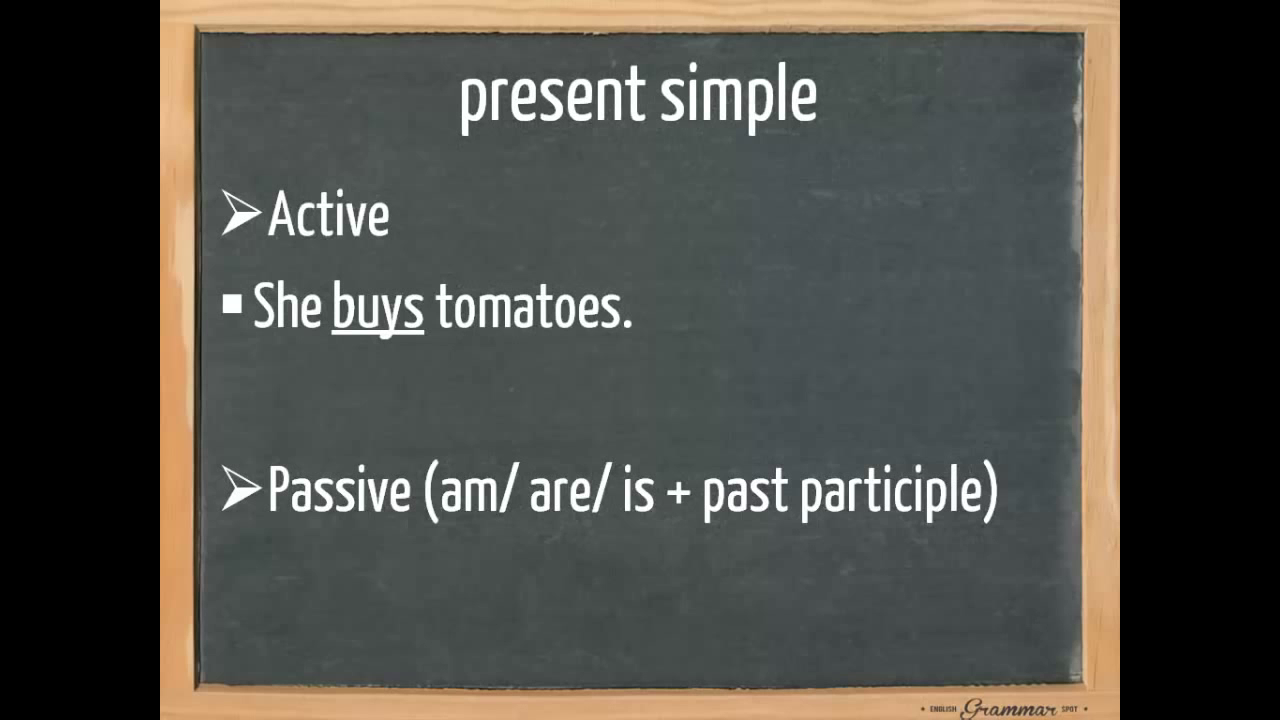 present simple
➢Active
▪ She buys tomatoes.
➢Passive (am/ are/ is + past participle)
• ENGLISH Grammar SPOT •